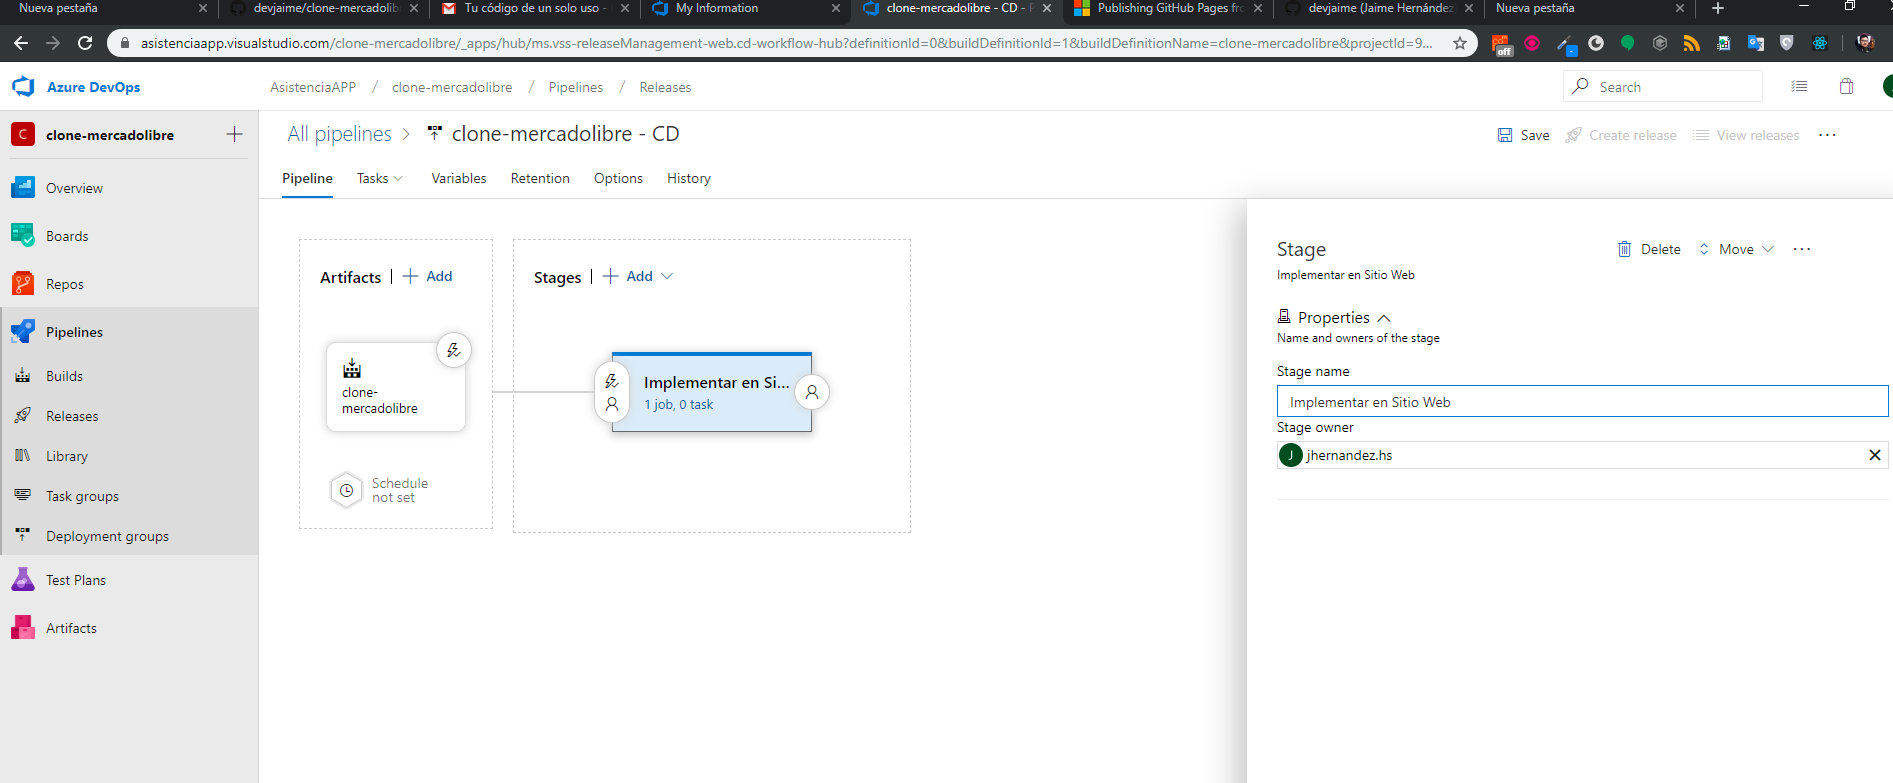 Nueva pestaña
devjaime/clone-mercadolib
Tu código de un solo uso -
My Information
clone-mercadolibre - CD - P
Publishing GitHub Pages fro
devjaime (Jaime Hernández
Nueva pestaña
asistenciaapp.visualstudio.com/clone-mercadolibre/_apps/hub/ms.vss-releaseManagement-web.cd-workflow-hub?definitionId=0&buildDefinitionId=1&buildDefinitionName=clone-mercadolibre&projectId=9...
off
Azure DevOps
AsistenciaAPP / clone-mercadolibre / Pipelines / Releases
Search
C clone-mercadolibre
Overview
Boards
Repos
Pipelines
Builds
Releases
Library
Task groups
Deployment groups
Test Plans
Artifacts
All pipelines > clone-mercadolibre - CD
Save
Create release
View releases
Pipeline
Tasks
Variables
Retention
Options
History
Artifacts | + Add
clone-
mercadolibre
Schedule
not set
Stages | + Add
Implementar en Si...
1 job, 0 task
Stage
Delete
Move
Implementar en Sitio Web
Properties
Name and owners of the stage
Stage name
Implementar en Sitio Web
Stage owner
J jhernandez.hs